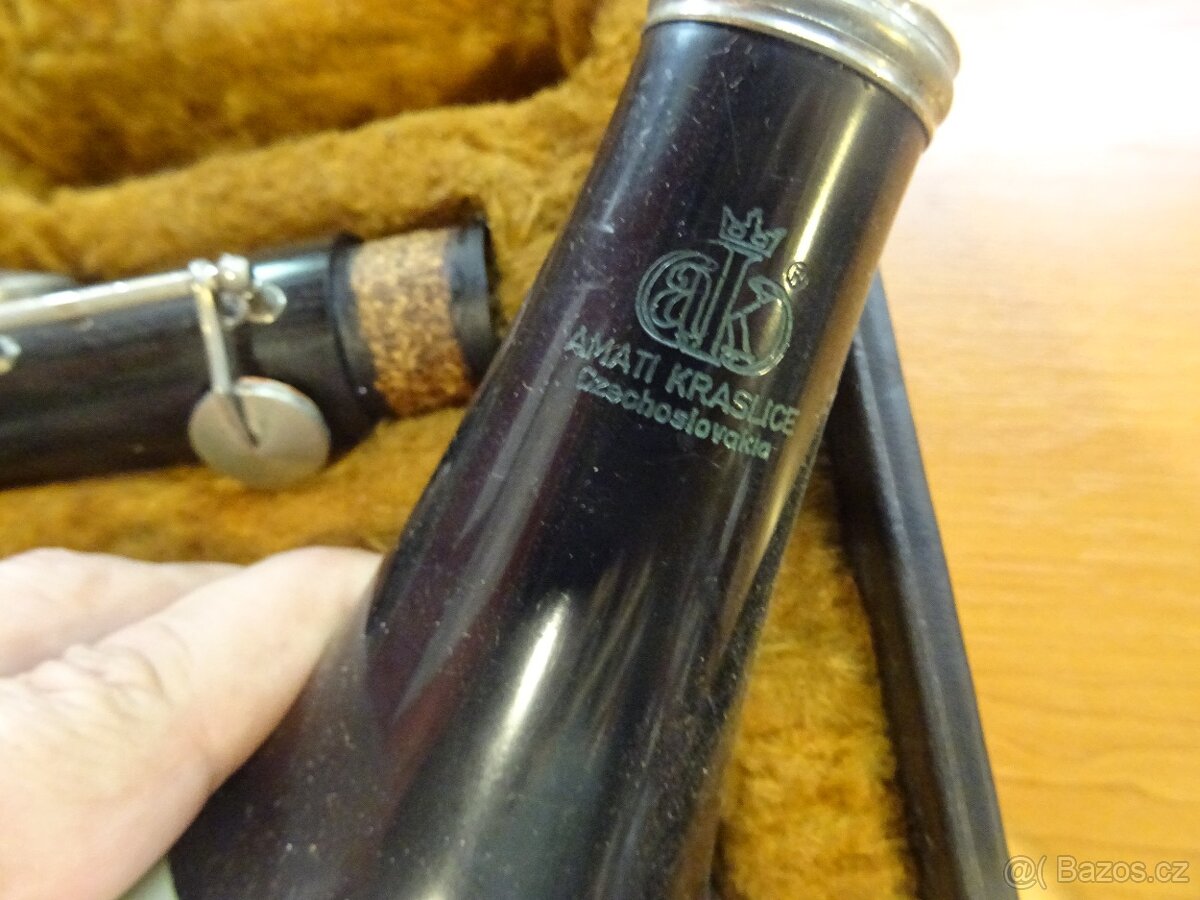 ak ®
AMATI KRASLICE
Czechoslovakia
@( Bazos.cz